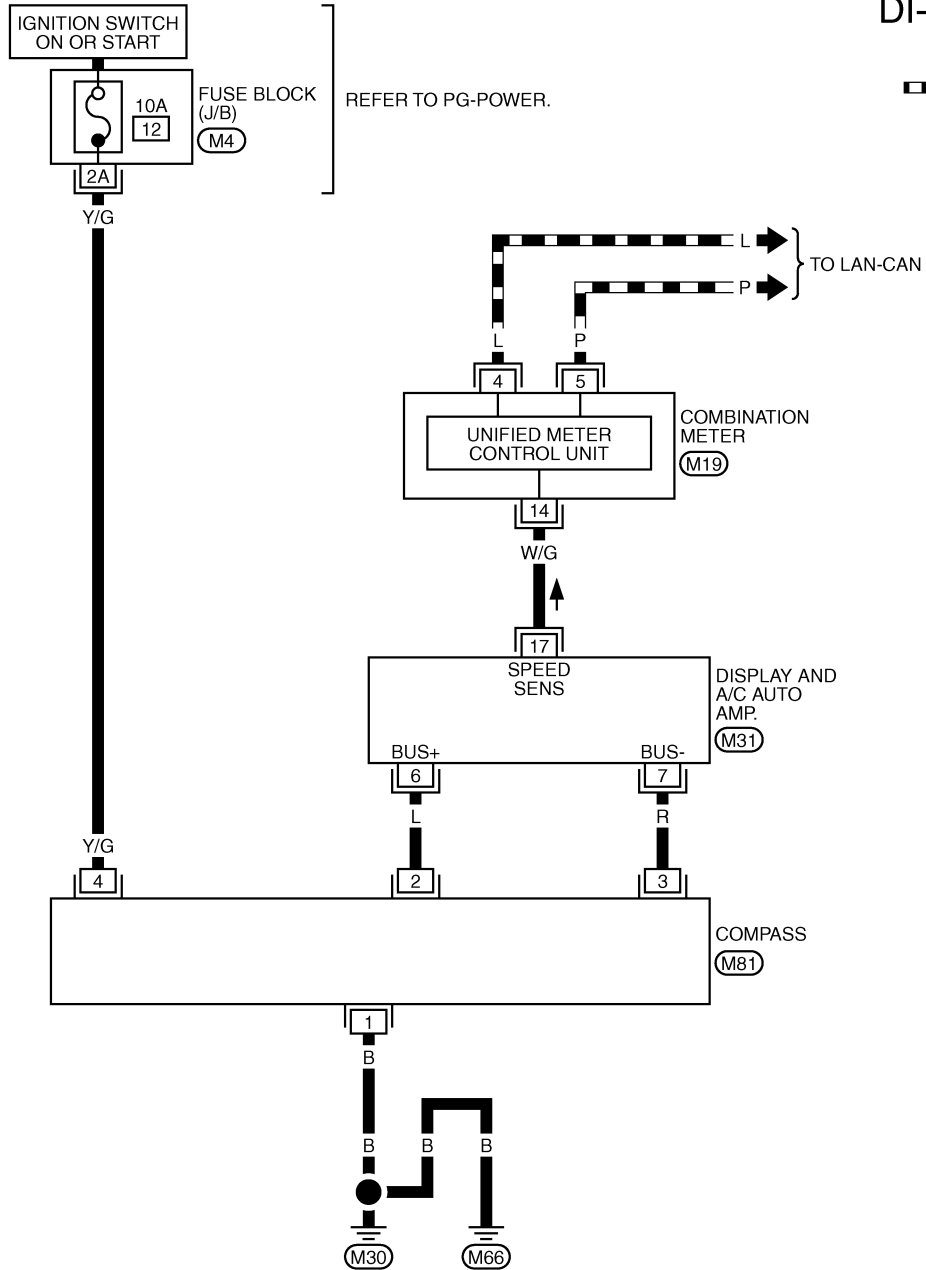 DI-
IGNITION SWITCH
ON OR START
FUSE BLOCK
(J/B)
M4
10A
12
REFER TO PG-POWER.
2A
Y/G
L
P
TO LAN-CAN
L
P
4
5
UNIFIED METER
CONTROL UNIT
COMBINATION
METER
M19
14
W/G
17
SPEED
SENS
DISPLAY AND
A/C AUTO
AMP.
M31
BUS+
BUS-
6
7
L
R
Y/G
4
2
3
COMPASS
M81
1
B
B
B
B
M30
M66